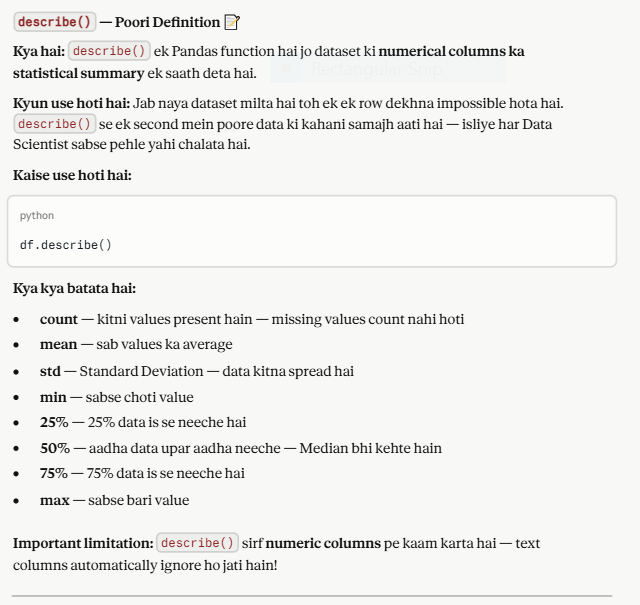 describe() — Poori Definition 📝
Kya hai: describe() ek Pandas function hai jo dataset ki numerical columns ka
statistical summary ek saath deta hai.
Rectangular Snip
Kyun use hoti hai: Jab naya dataset milta hai toh ek ek row dekhna impossible hota hai.
describe() se ek second mein poore data ki kahani samajh aati hai — isliye har Data
Scientist sabse pehle yahi chalata hai.
Kaise use hoti hai:
python
df.describe()
Kya kya batata hai:
• count — kitni values present hain — missing values count nahi hoti
• mean — sab values ka average
• std — Standard Deviation — data kitna spread hai
• min — sabse choti value
• 25% — 25% data is se neeche hai
• 50% — aadha data upar aadha neeche — Median bhi kehte hain
• 75% — 75% data is se neeche hai
• max — sabse bari value
Important limitation: describe() sirf numeric columns pe kaam karta hai — text
columns automatically ignore ho jati hain!